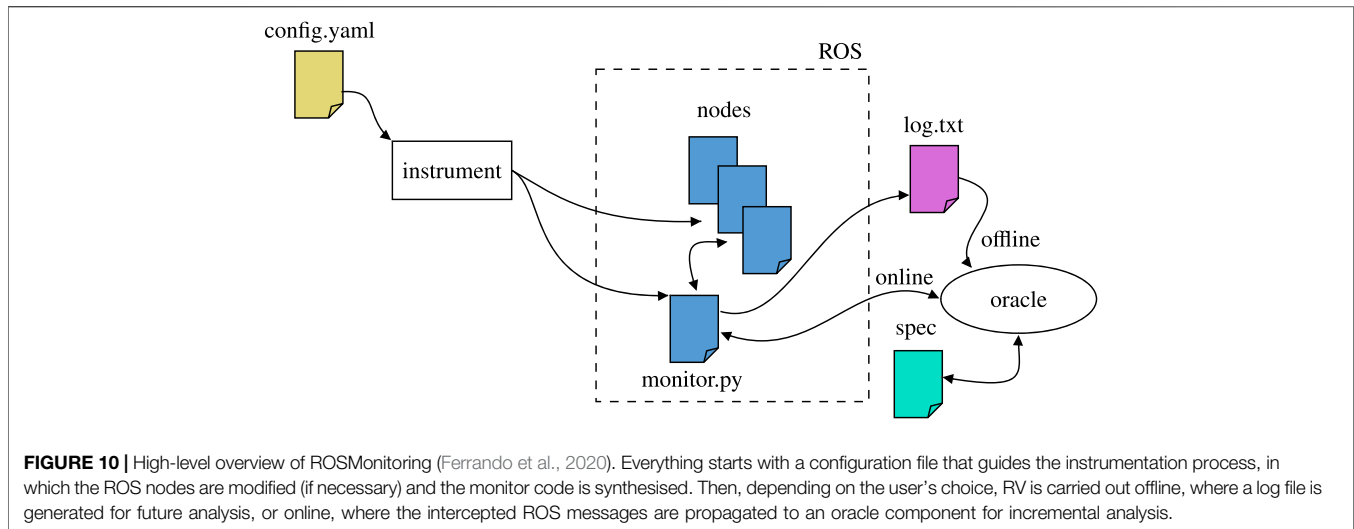 config.yaml
ROS
nodes
log.txt
instrument
offline
online
oracle
spec
monitor.py
FIGURE 10 | High-level overview of ROSMonitoring (Ferrando et al., 2020). Everything starts with a configuration file that guides the instrumentation process, in
which the ROS nodes are modified (if necessary) and the monitor code is synthesised. Then, depending on the user's choice, RV is carried out offline, where a log file is
generated for future analysis, or online, where the intercepted ROS messages are propagated to an oracle component for incremental analysis.